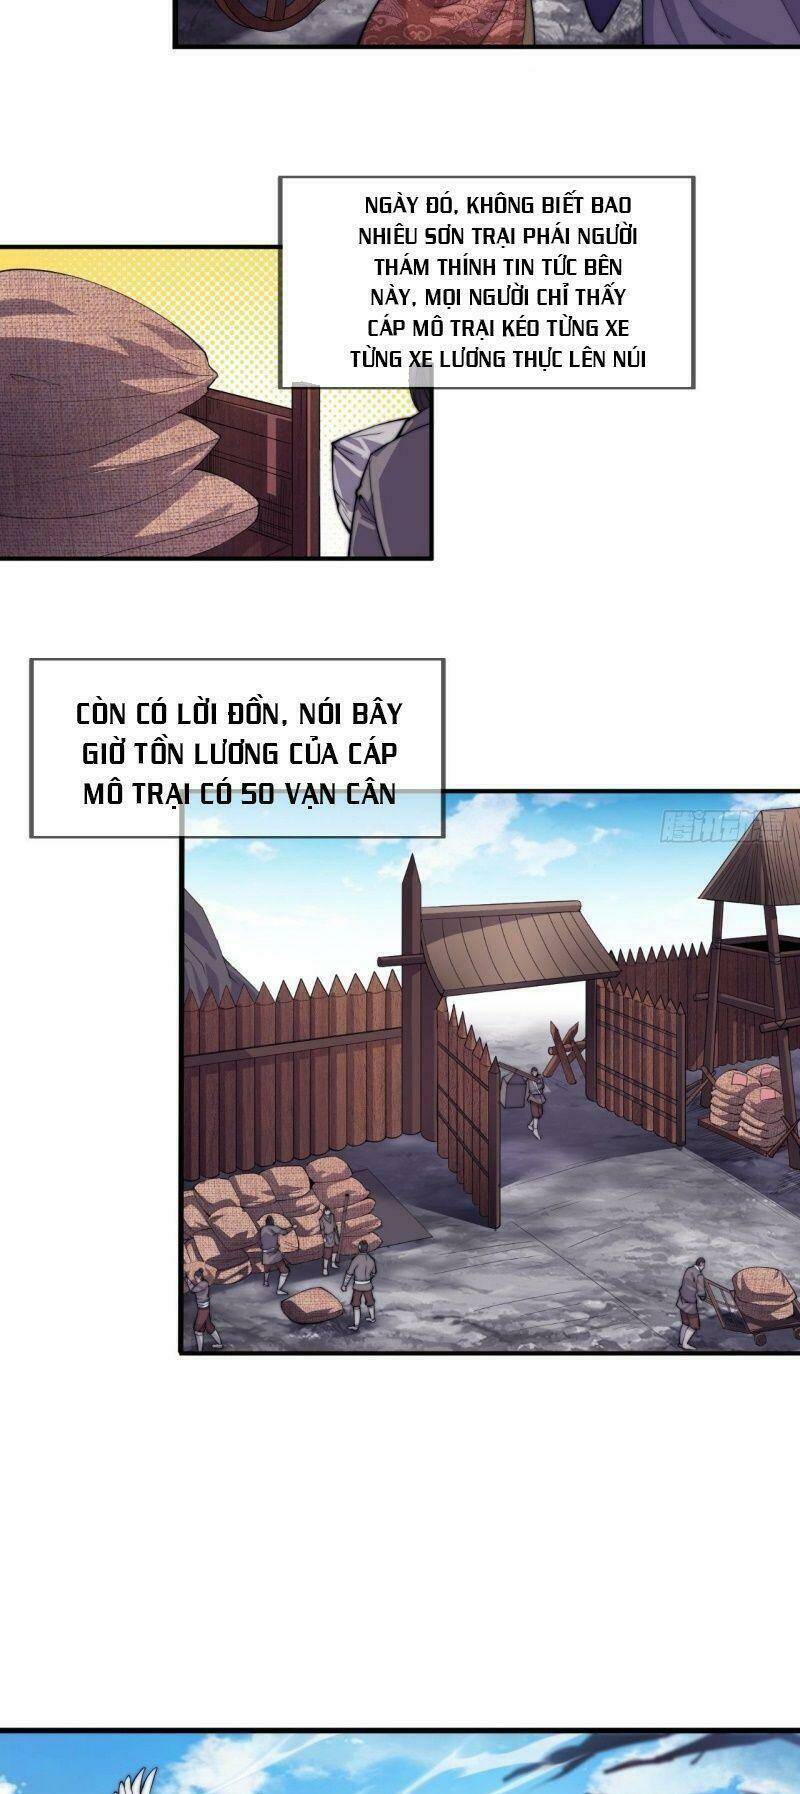 NGÀY ĐÓ, KHÔNG BIẾT BAO
NHIÊU SƠN TRẠI PHÁI NGƯỜI
THÁM THÍNH TIN TỨC BÊN
NÀY, MỌI NGƯỜI CHỈ THẤY
CÁP MÔ TRẠI KÉO TỪNG XE
TỪNG XE LƯƠNG THỰC LÊN NÚI
CÒN CÓ LỜI ĐỒN, NÓI BÂY
GIỜ TỒN LƯƠNG CỦA CÁP
MÔ TRẠI CÓ 50 VẠN CÂN